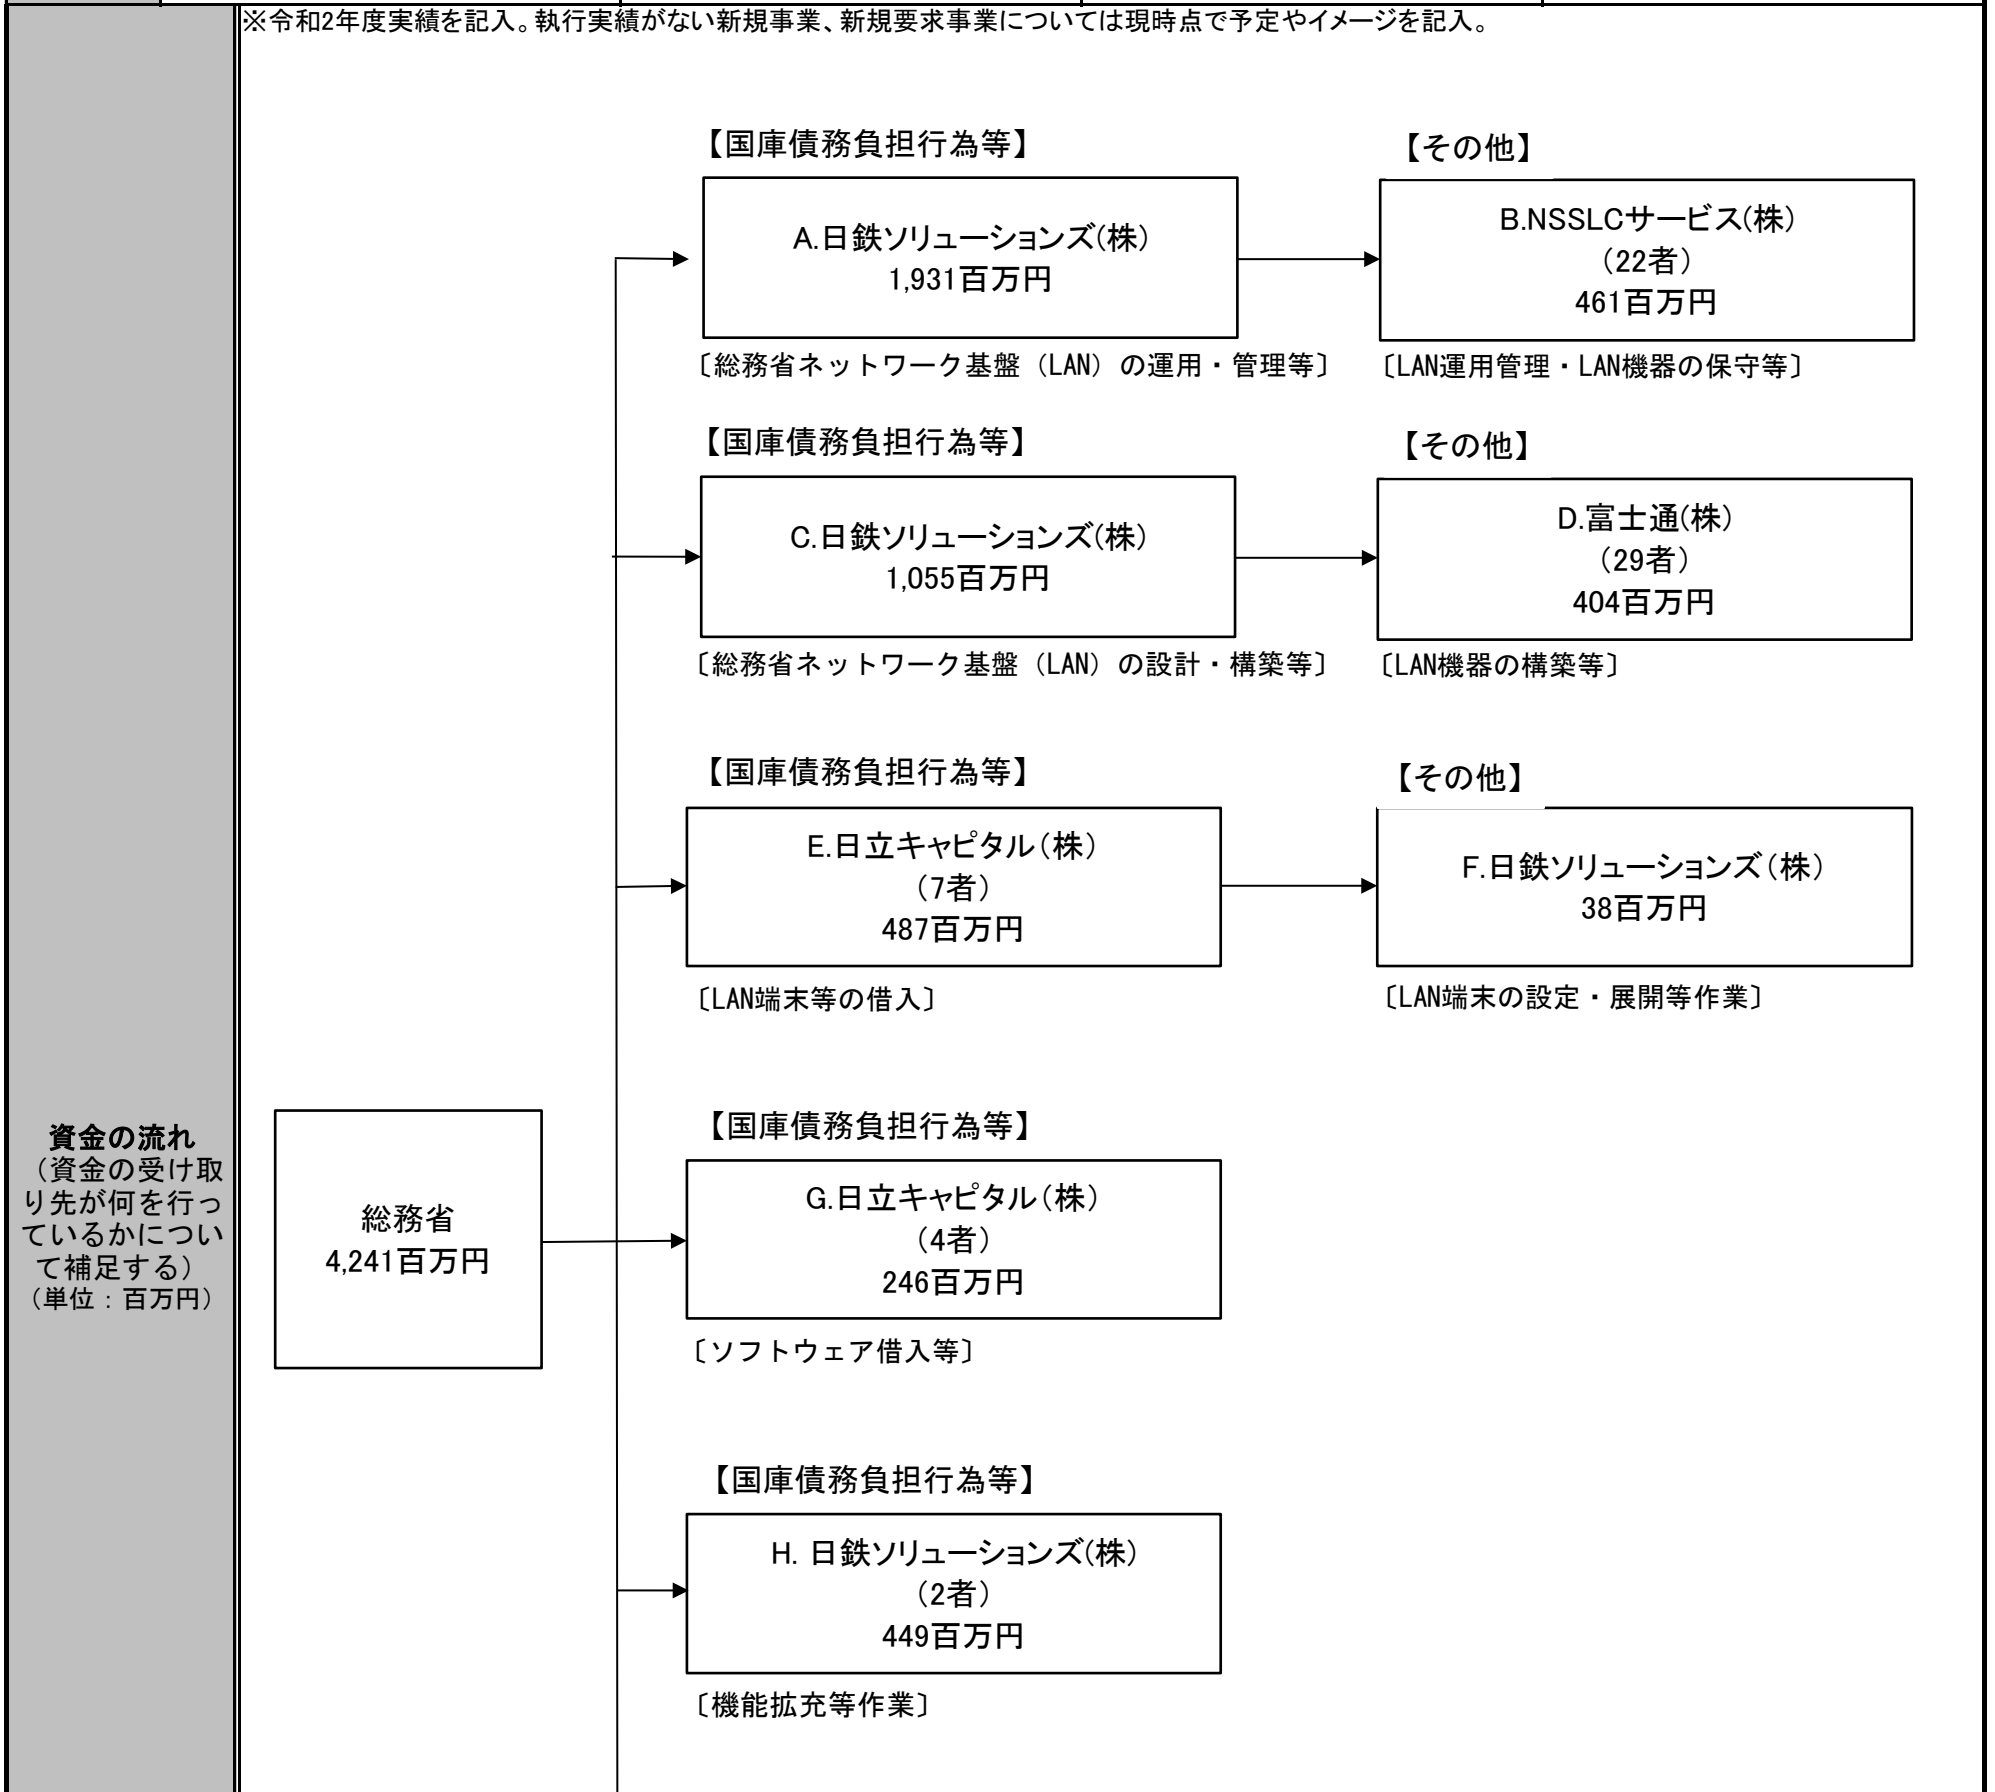 ※令和2年度実績を記入。執行実績がない新規事業、新規要求事業については現時点で予定やイメージを記入。
資金の流れ
（資金の受け取
り先が何を行っ
ているかについ
て補足する）
（単位：百万円）
総務省
4,241百万円
【国庫債務負担行為等】
A.日鉄ソリューションズ(株)
1,931百万円
〔総務省ネットワーク基盤（LAN）の運用・管理等〕
【その他】
B.NSSLCサービス(株)
（22者）
461百万円
〔LAN運用管理・LAN機器の保守等〕
【国庫債務負担行為等】
C.日鉄ソリューションズ(株)
1,055百万円
〔総務省ネットワーク基盤（LAN）の設計・構築等〕
【その他】
D.富士通(株)
（29者）
404百万円
〔LAN機器の構築等〕
【国庫債務負担行為等】
E.日立キャピタル（株）
（7者）
487百万円
〔LAN端末等の借入〕
【その他】
F.日鉄ソリューションズ（株）
38百万円
〔LAN端末の設定・展開等作業〕
【国庫債務負担行為等】
G.日立キャピタル（株）
（4者）
246百万円
〔ソフトウェア借入等〕
【国庫債務負担行為等】
H. 日鉄ソリューションズ(株)
（2者）
449百万円
〔機能拡充等作業〕